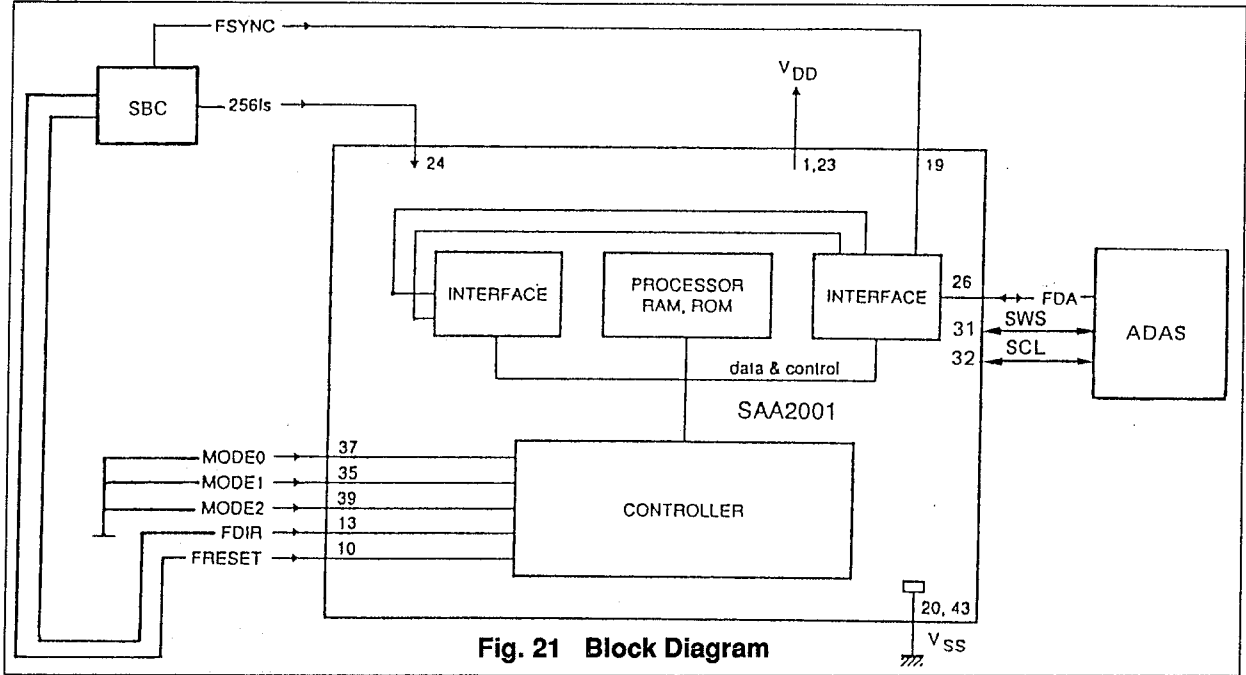 FSYNC
SBC
256fs
VDD
24
1,23
19
INTERFACE
PROCESSOR
RAM, ROM
INTERFACE
26
FDA
31
SWS
32
SCL
ADAS
data & control
SAA2001
MODE0
37
MODE1
35
MODE2
39
FDIR
13
FRESET
10
CONTROLLER
20, 43
VSS
Fig. 21 Block Diagram